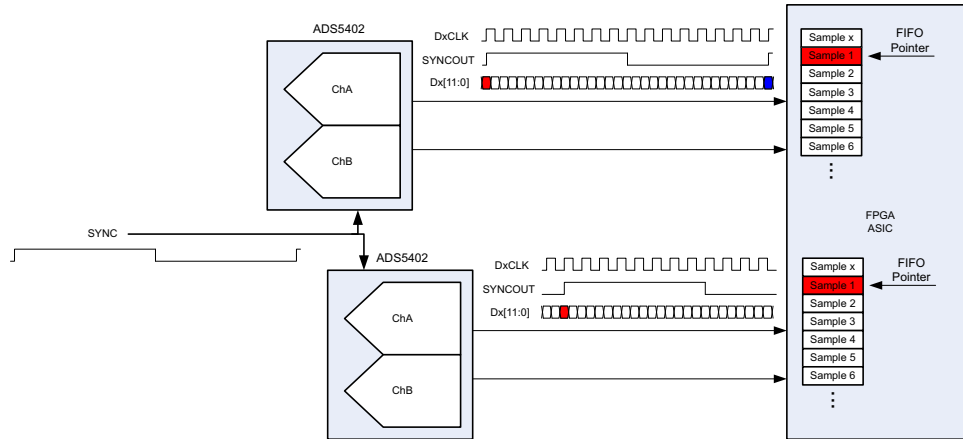 ADS5402
ChA
ChB
DxCLK
SYNCOUT
Dx[11:0]
Sample x
Sample 1
Sample 2
Sample 3
Sample 4
Sample 5
Sample 6
FIFO
Pointer
SYNC
FPGA
ASIC
ADS5402
ChA
ChB
DxCLK
SYNCOUT
Dx[11:0]
Sample x
Sample 1
Sample 2
Sample 3
Sample 4
Sample 5
Sample 6
FIFO
Pointer